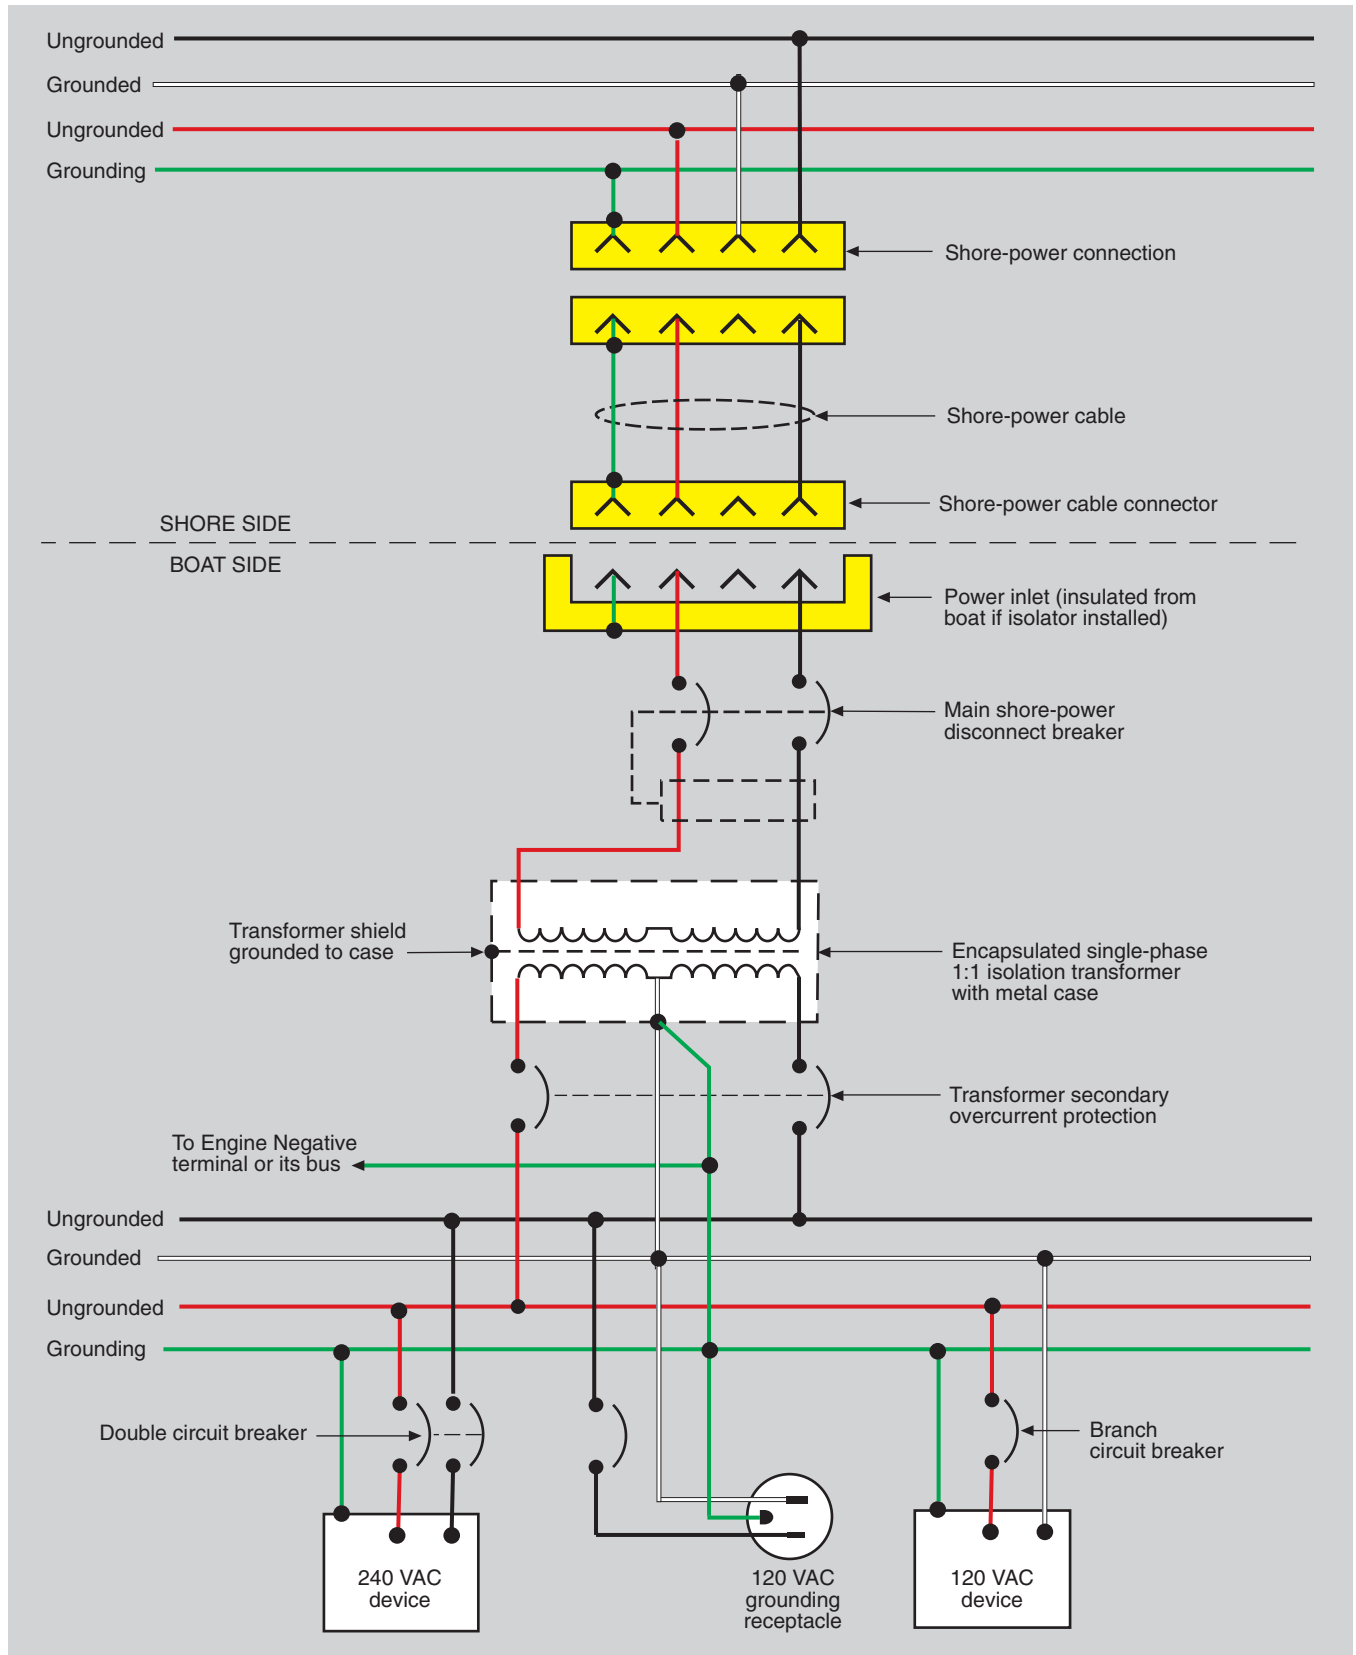 Ungrounded
Grounded
Ungrounded
Grounding
Shore-power connection
Shore-power cable
Shore-power cable connector
SHORE SIDE
BOAT SIDE
Power inlet (insulated from
boat if isolator installed)
Main shore-power
disconnect breaker
Transformer shield
grounded to case
Encapsulated single-phase
1:1 isolation transformer
with metal case
Transformer secondary
overcurrent protection
To Engine Negative
terminal or its bus
Ungrounded
Grounded
Ungrounded
Grounding
Double circuit breaker
Branch
circuit breaker
240 VAC
device
120 VAC
grounding
receptacle
120 VAC
device